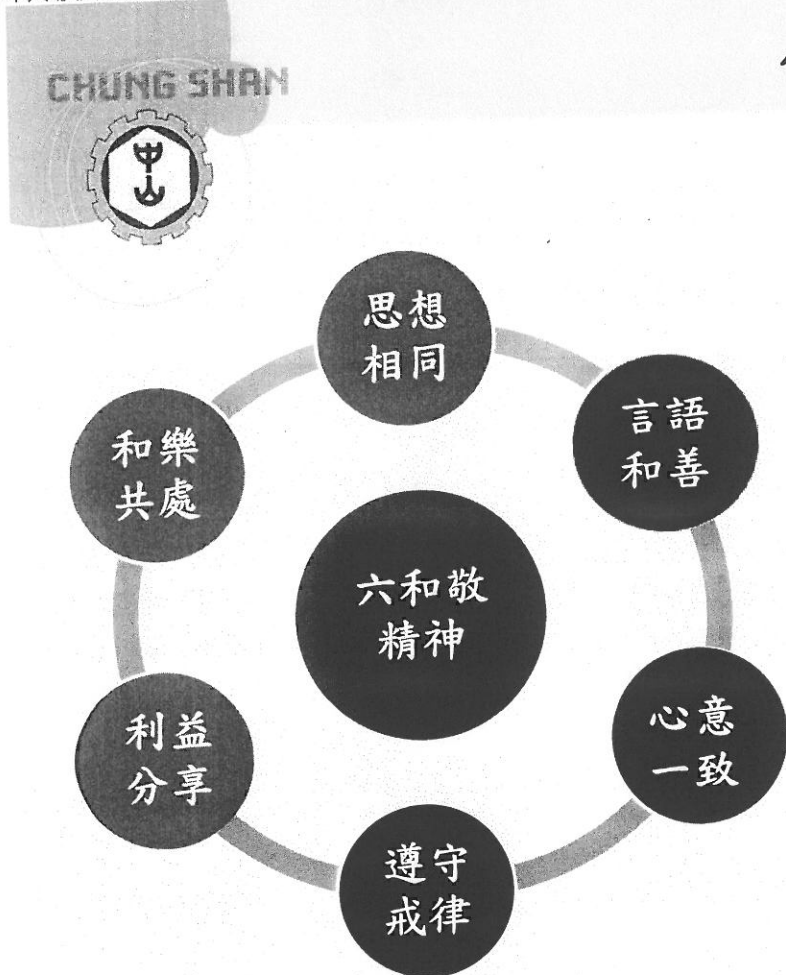 CHUNG SHAN
中山
思想
相同
言語
和善
心意
一致
遵守
戒律
利益
分享
和樂
共處
六和敬
精神